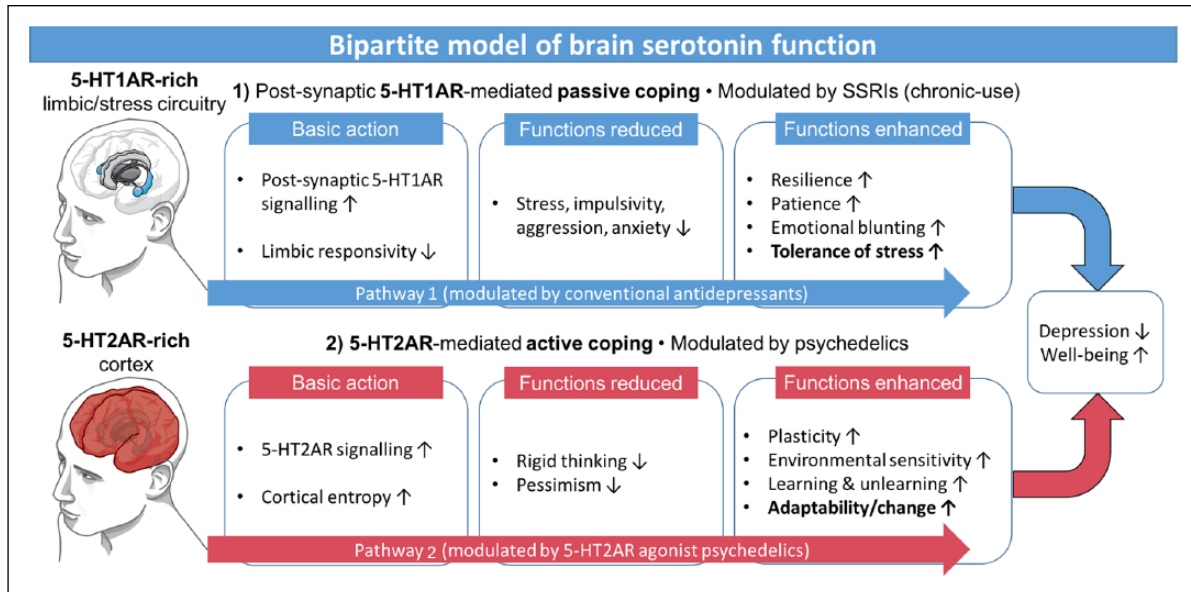 Bipartite model of brain serotonin function
5-HT1AR-rich
limbic/stress circuitry
1) Post-synaptic 5-HT1AR-mediated passive coping • Modulated by SSRIs (chronic-use)
Basic action
• Post-synaptic 5-HT1AR
signalling ↑
• Limbic responsivity ↓
Functions reduced
• Stress, impulsivity,
aggression, anxiety ↓
Functions enhanced
• Resilience ↑
• Patience ↑
• Emotional blunting ↑
• Tolerance of stress ↑
Pathway 1 (modulated by conventional antidepressants)
5-HT2AR-rich
cortex
2) 5-HT2AR-mediated active coping • Modulated by psychedelics
Basic action
• 5-HT2AR signalling ↑
• Cortical entropy ↑
Functions reduced
• Rigid thinking ↓
• Pessimism ↓
Functions enhanced
• Plasticity ↑
• Environmental sensitivity ↑
• Learning & unlearning ↑
• Adaptability/change ↑
Pathway 2 (modulated by 5-HT2AR agonist psychedelics)
Depression ↓
Well-being ↑